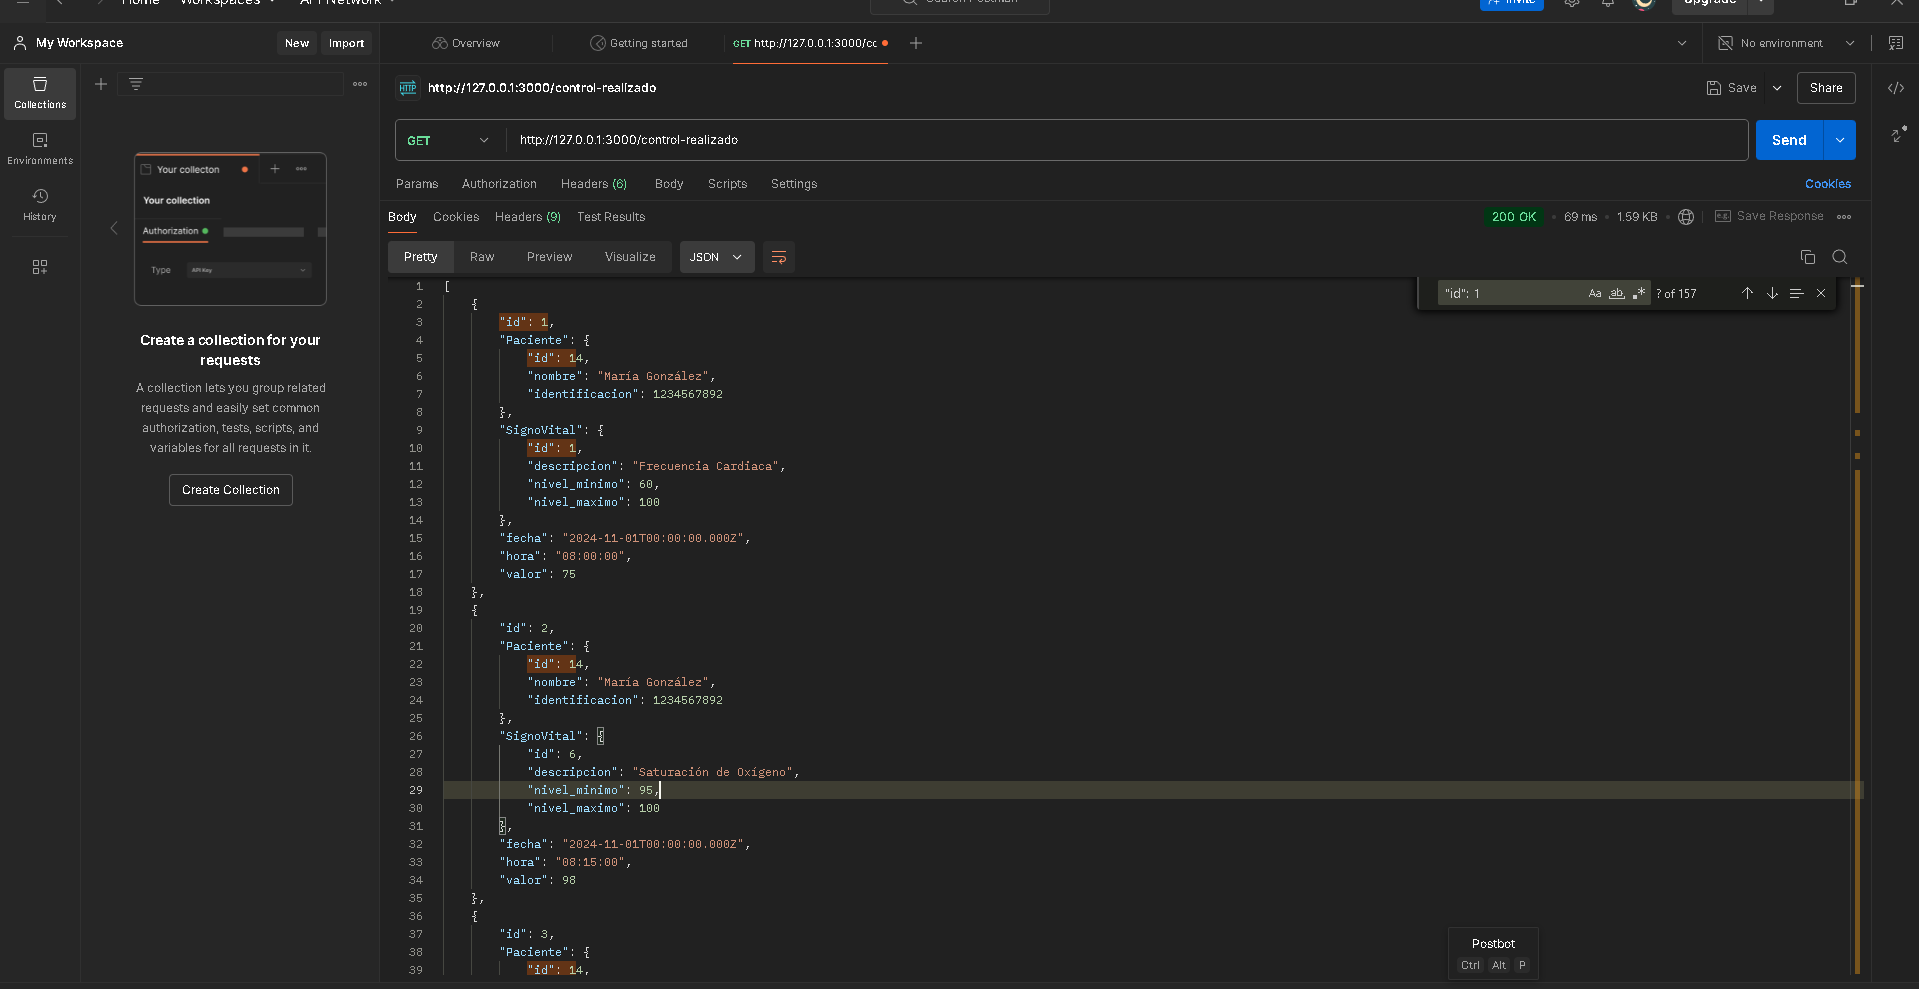 Home Workspaces API Network Search Postman Invite Upgrade
My Workspace New Import Overview Getting started GET http://127.0.0.1:3000/cc No environment
Collections
http://127.0.0.1:3000/control-realizado Save Share
Environments
GET http://127.0.0.1:3000/control-realizado Send
History
Params Authorization Headers (6) Body Scripts Settings Cookies
Your collecton
Your collection
Authorization
Type API Key
Create a collection for your
requests
A collection lets you group related
requests and easily set common
authorization, tests, scripts, and
variables for all requests in it.
Create Collection
Body Cookies Headers (9) Test Results 200 OK 69 ms 1.59 KB Save Response
Pretty Raw Preview Visualize JSON
"id": 1 Aa ab .* ? of 157
1 [
2 {
3 "id": 1,
4 "Paciente": {
5 "id": 14,
6 "nombre": "María González",
7 "identificacion": 1234567892
8 },
9 "SignoVital": {
10 "id": 1,
11 "descripcion": "Frecuencia Cardiaca",
12 "nivel_minimo": 60,
13 "nivel_maximo": 100
14 },
15 "fecha": "2024-11-01T00:00:00.000Z",
16 "hora": "08:00:00",
17 "valor": 75
18 },
19 {
20 "id": 2,
21 "Paciente": {
22 "id": 14,
23 "nombre": "María González",
24 "identificacion": 1234567892
25 },
26 "SignoVital": {
27 "id": 6,
28 "descripcion": "Saturación de Oxígeno",
29 "nivel_minimo": 95,
30 "nivel_maximo": 100
31 },
32 "fecha": "2024-11-01T00:00:00.000Z",
33 "hora": "08:15:00",
34 "valor": 98
35 },
36 {
37 "id": 3,
38 "Paciente": {
39 "id": 14,
Postbot
Ctrl Alt P